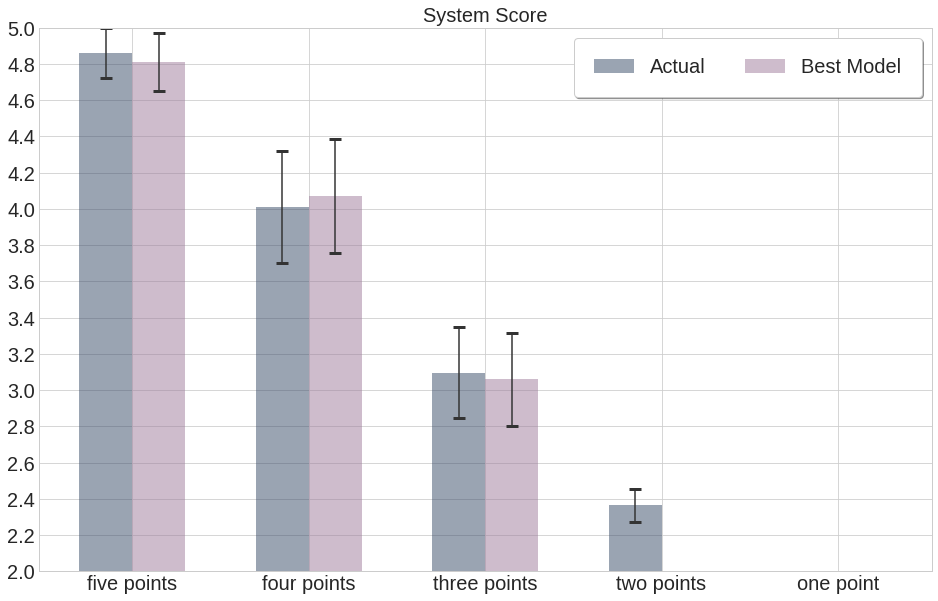 System Score
5.0
4.8
4.6
4.4
4.2
4.0
3.8
3.6
3.4
3.2
3.0
2.8
2.6
2.4
2.2
2.0
Actual
Best Model
five points
four points
three points
two points
one point